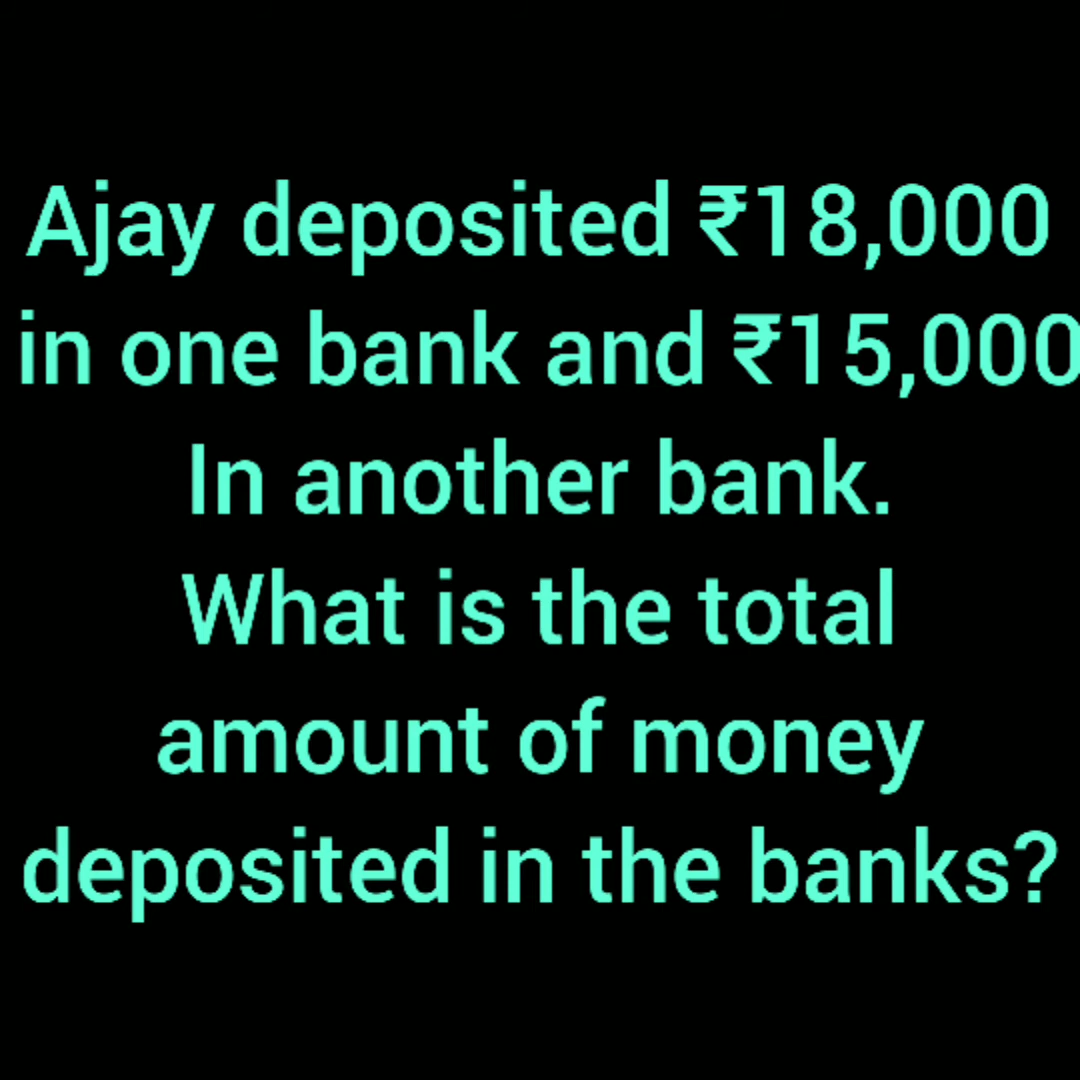 Ajay deposited ₹18,000
in one bank and ₹15,000
In another bank.
What is the total
amount of money
deposited in the banks?